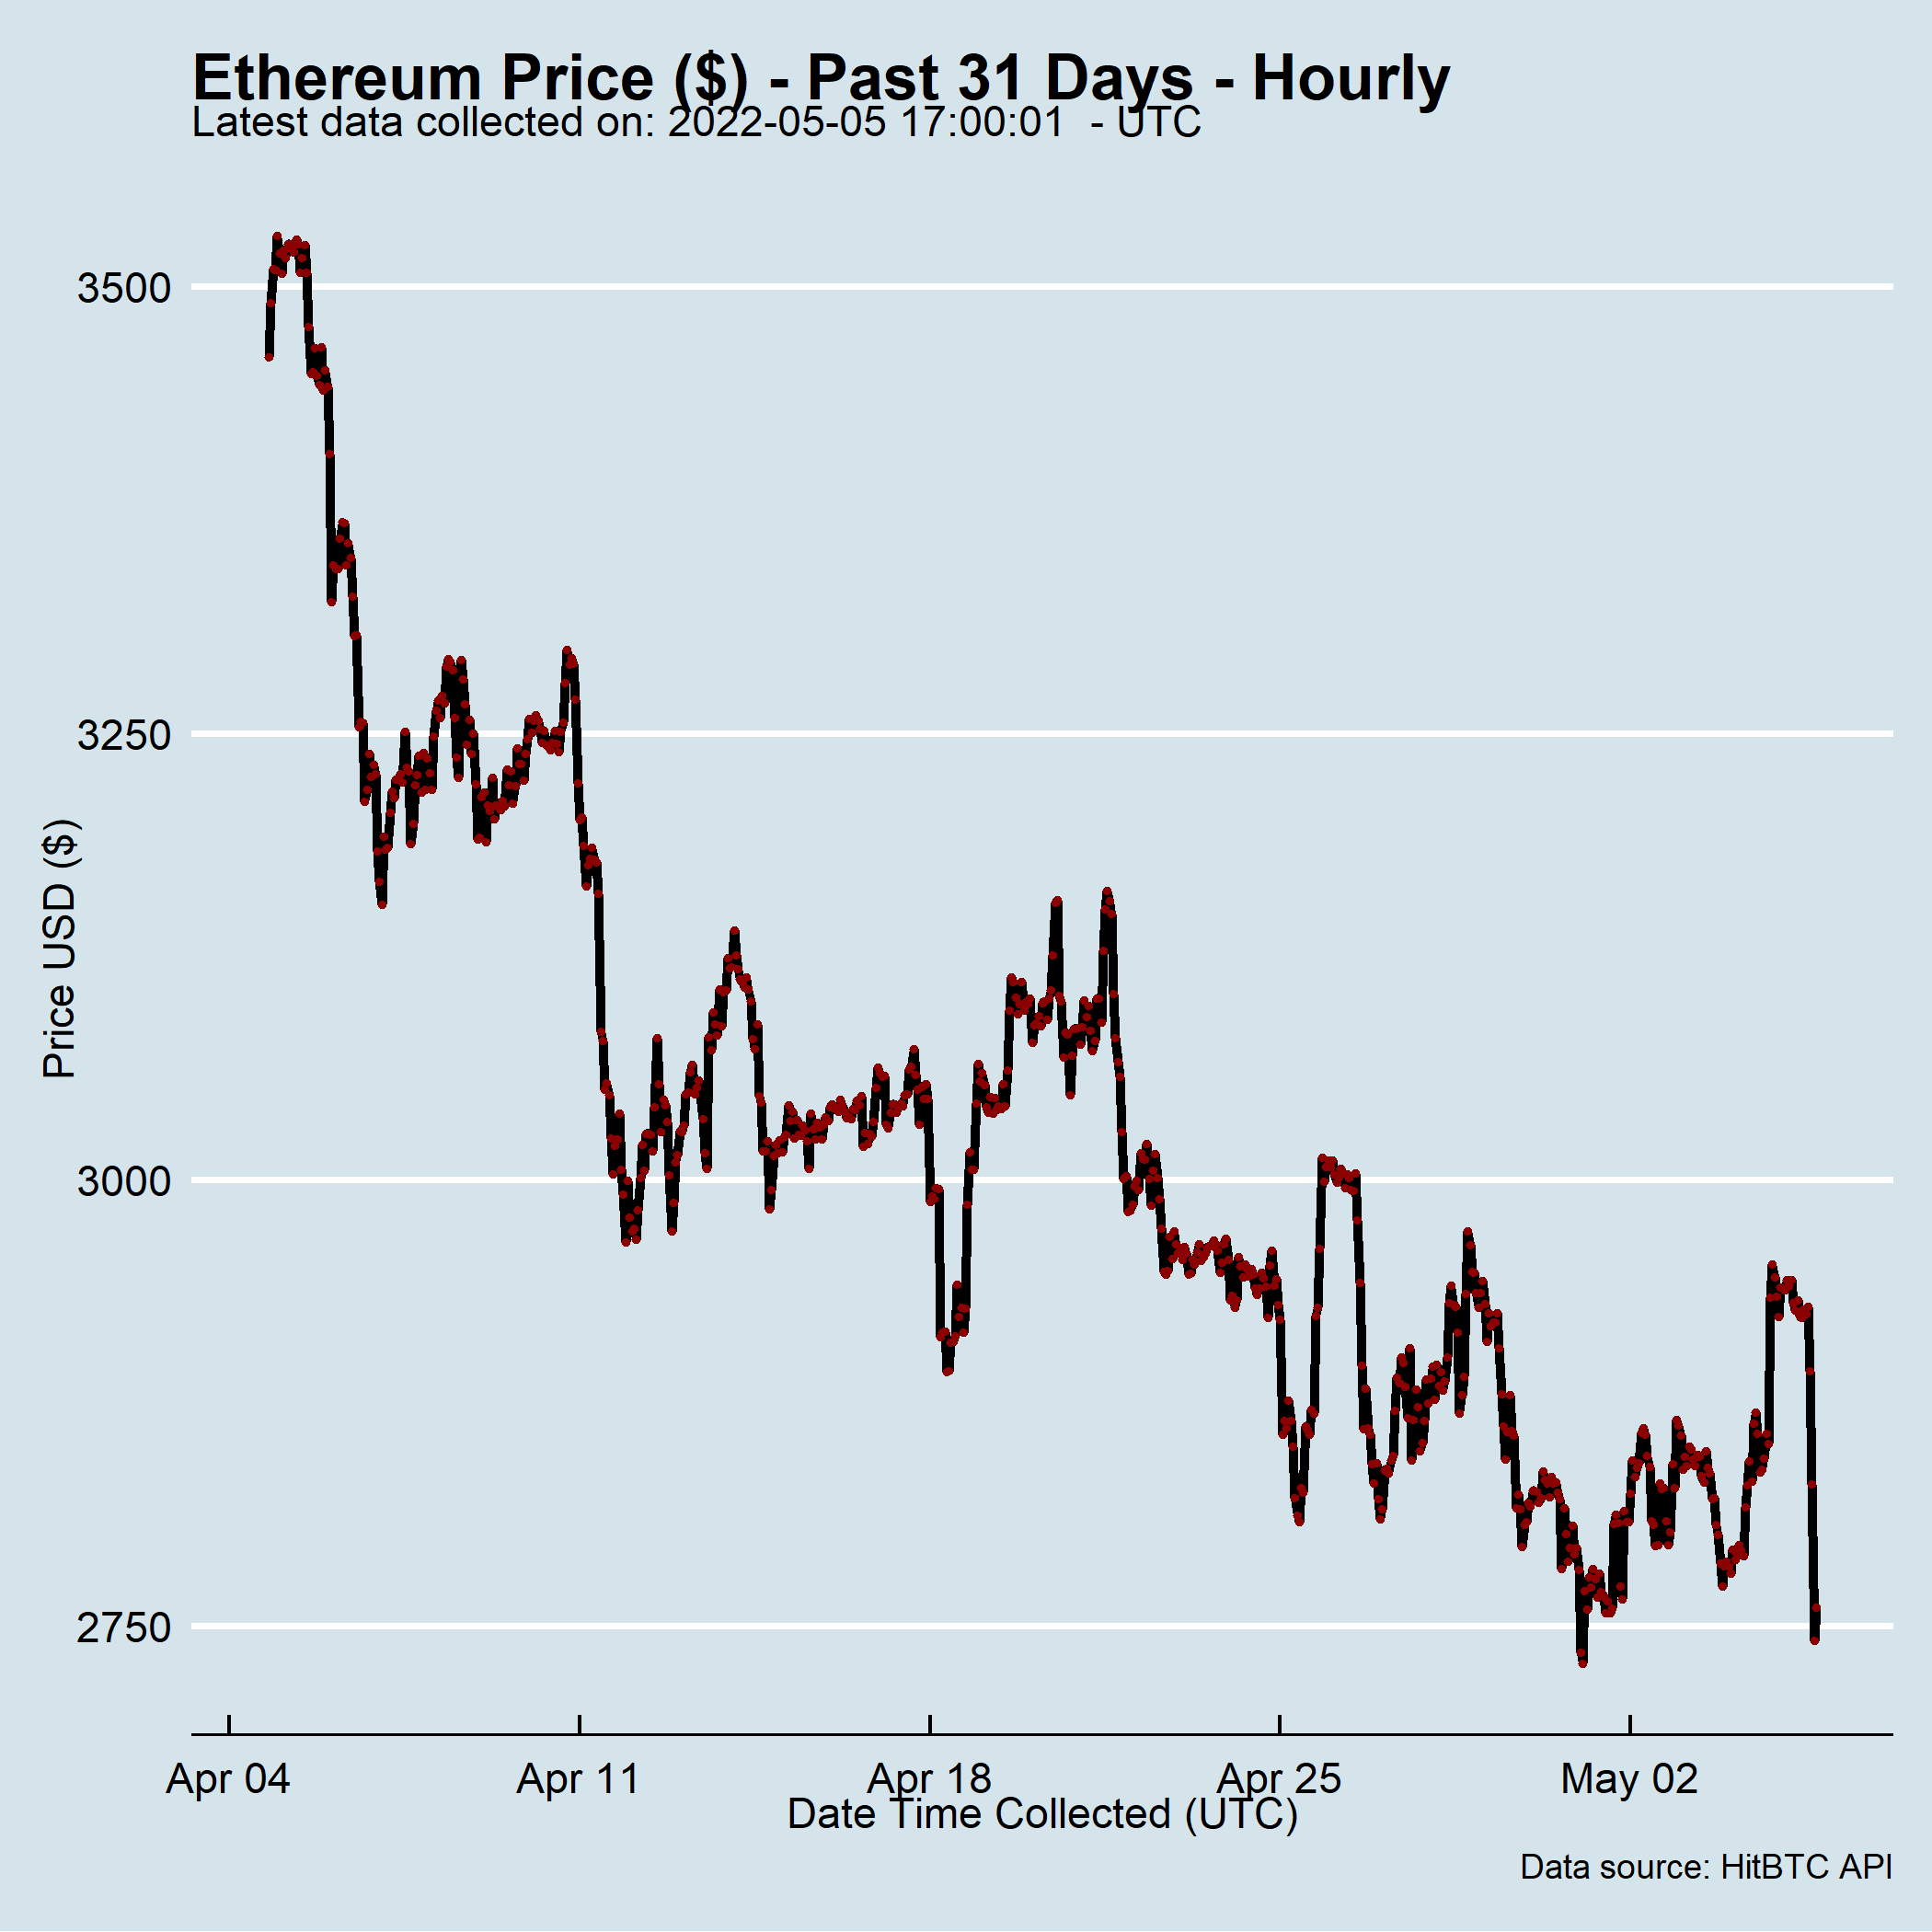 Ethereum Price ($) - Past 31 Days - Hourly
Latest data collected on: 2022-05-05 17:00:01  - UTC
3500
3250
3000
2750
Price USD ($)
Apr 04
Apr 11
Apr 18
Apr 25
May 02
Date Time Collected (UTC)
Data source: HitBTC API